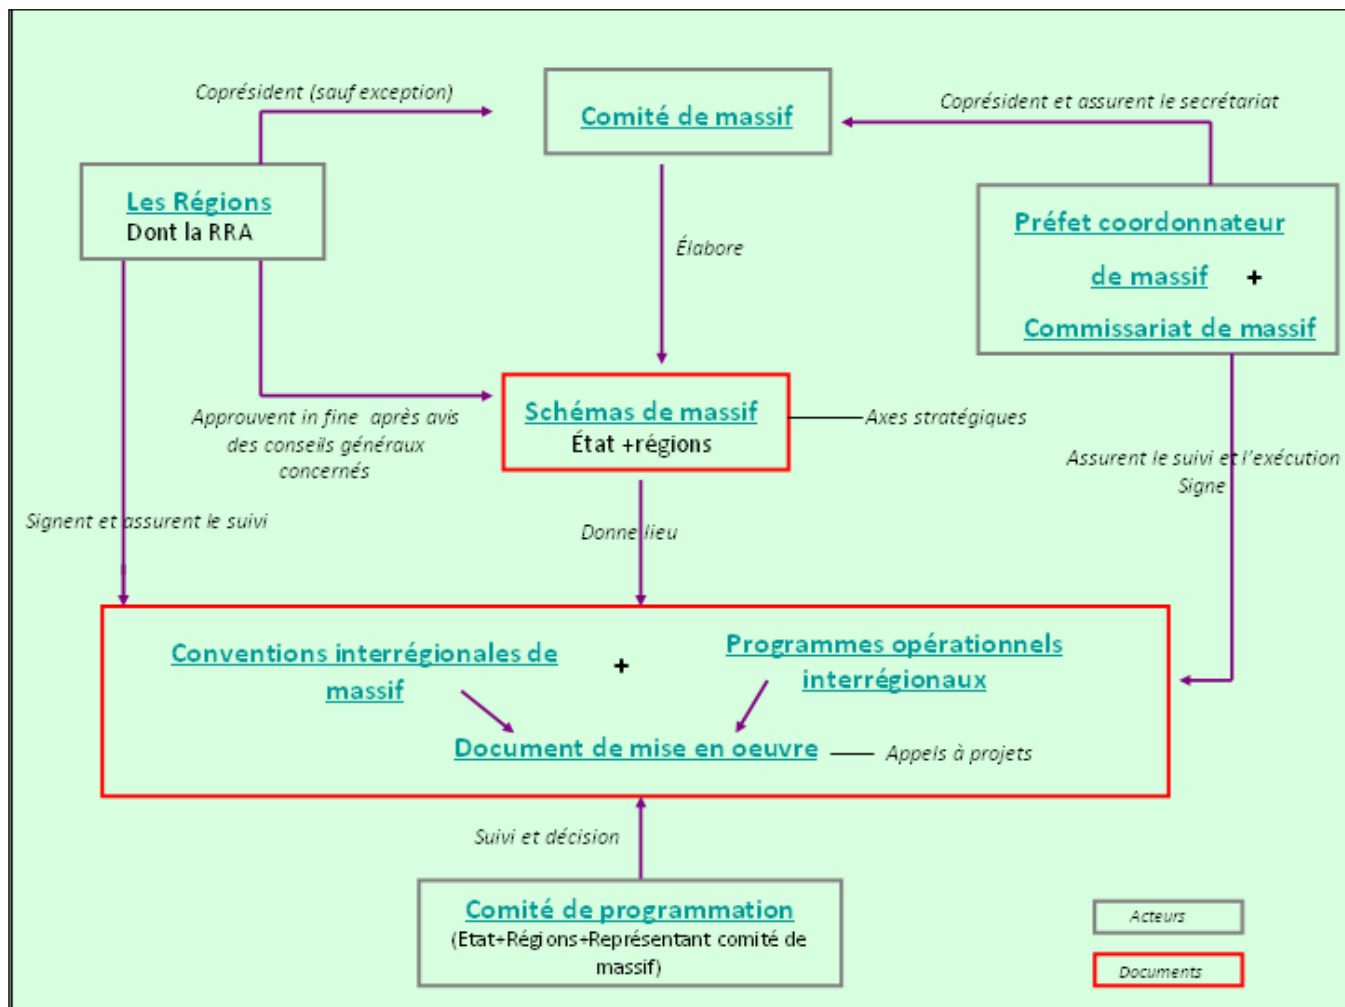 Coprésident (sauf exception)
Comité de massif
Coprésident et assurent le secrétariat
Les Régions
Dont la RRA
Préfet coordonnateur
de massif +
Commissariat de massif
Élabore
Schémas de massif
État +régions
Axes stratégiques
Approuvent in fine après avis
des conseils généraux
concernés
Assurent le suivi et l'exécution
Signe
Signent et assurent le suivi
Donne lieu
Conventions interrégionales de
massif
+
Programmes opérationnels
interrégionaux
Document de mise en oeuvre
Appels à projets
Suivi et décision
Comité de programmation
(Etat+Régions+Représentant comité de
massif)
Acteurs
Documents